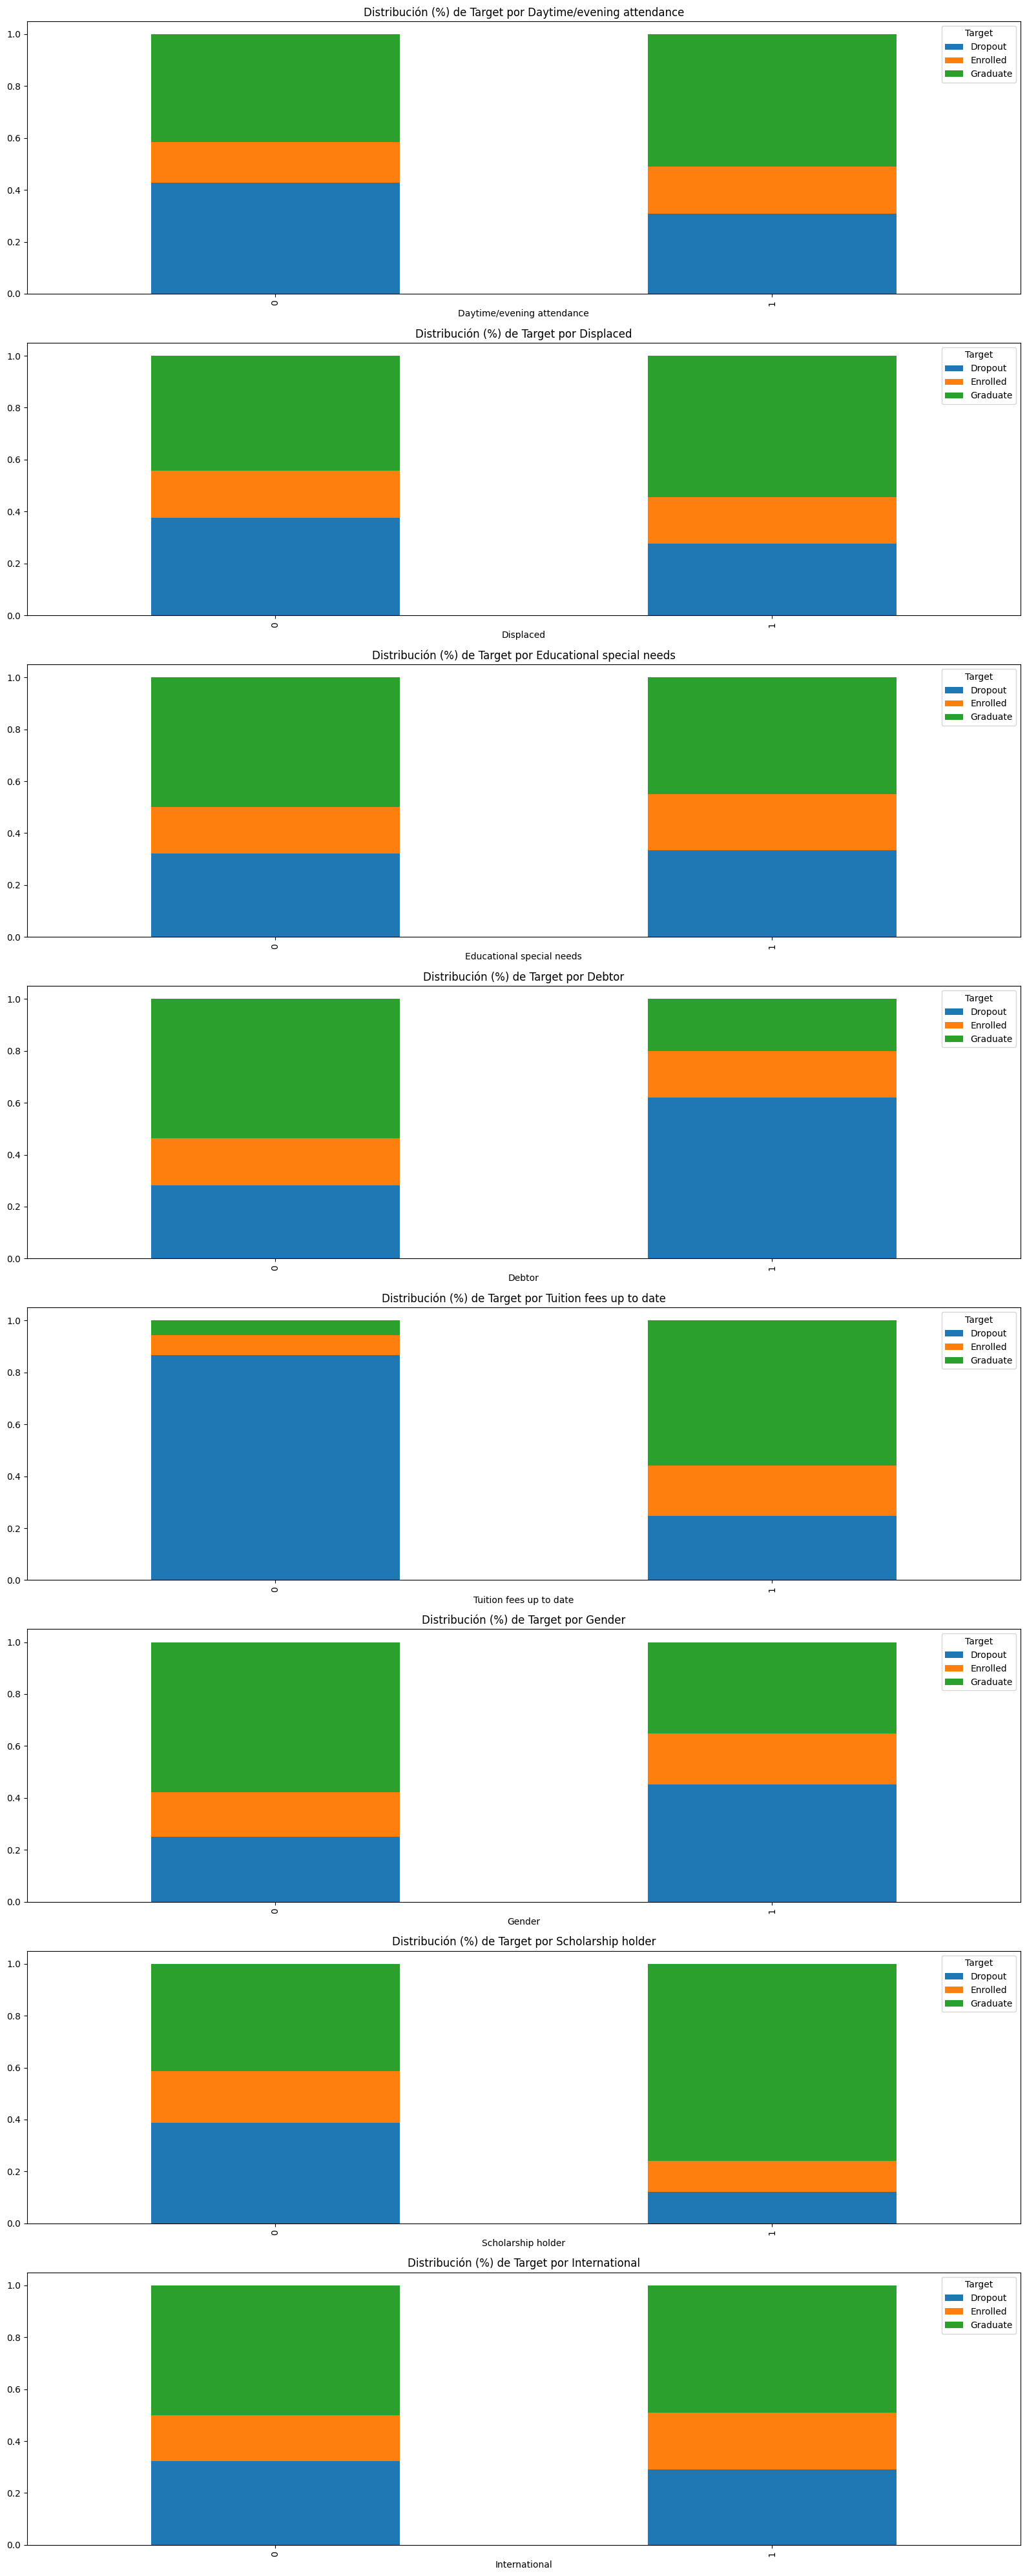 Distribución (%) de Target por Daytime/evening attendance
1.0
0.8
0.6
0.4
0.2
0.0
Target
Dropout
Enrolled
Graduate
0
1
Daytime/evening attendance
Distribución (%) de Target por Displaced
1.0
0.8
0.6
0.4
0.2
0.0
Target
Dropout
Enrolled
Graduate
0
1
Displaced
Distribución (%) de Target por Educational special needs
1.0
0.8
0.6
0.4
0.2
0.0
Target
Dropout
Enrolled
Graduate
0
1
Educational special needs
Distribución (%) de Target por Debtor
1.0
0.8
0.6
0.4
0.2
0.0
Target
Dropout
Enrolled
Graduate
0
1
Debtor
Distribución (%) de Target por Tuition fees up to date
1.0
0.8
0.6
0.4
0.2
0.0
Target
Dropout
Enrolled
Graduate
0
1
Tuition fees up to date
Distribución (%) de Target por Gender
1.0
0.8
0.6
0.4
0.2
0.0
Target
Dropout
Enrolled
Graduate
0
1
Gender
Distribución (%) de Target por Scholarship holder
1.0
0.8
0.6
0.4
0.2
0.0
Target
Dropout
Enrolled
Graduate
0
1
Scholarship holder
Distribución (%) de Target por International
1.0
0.8
0.6
0.4
0.2
0.0
Target
Dropout
Enrolled
Graduate
0
1
International